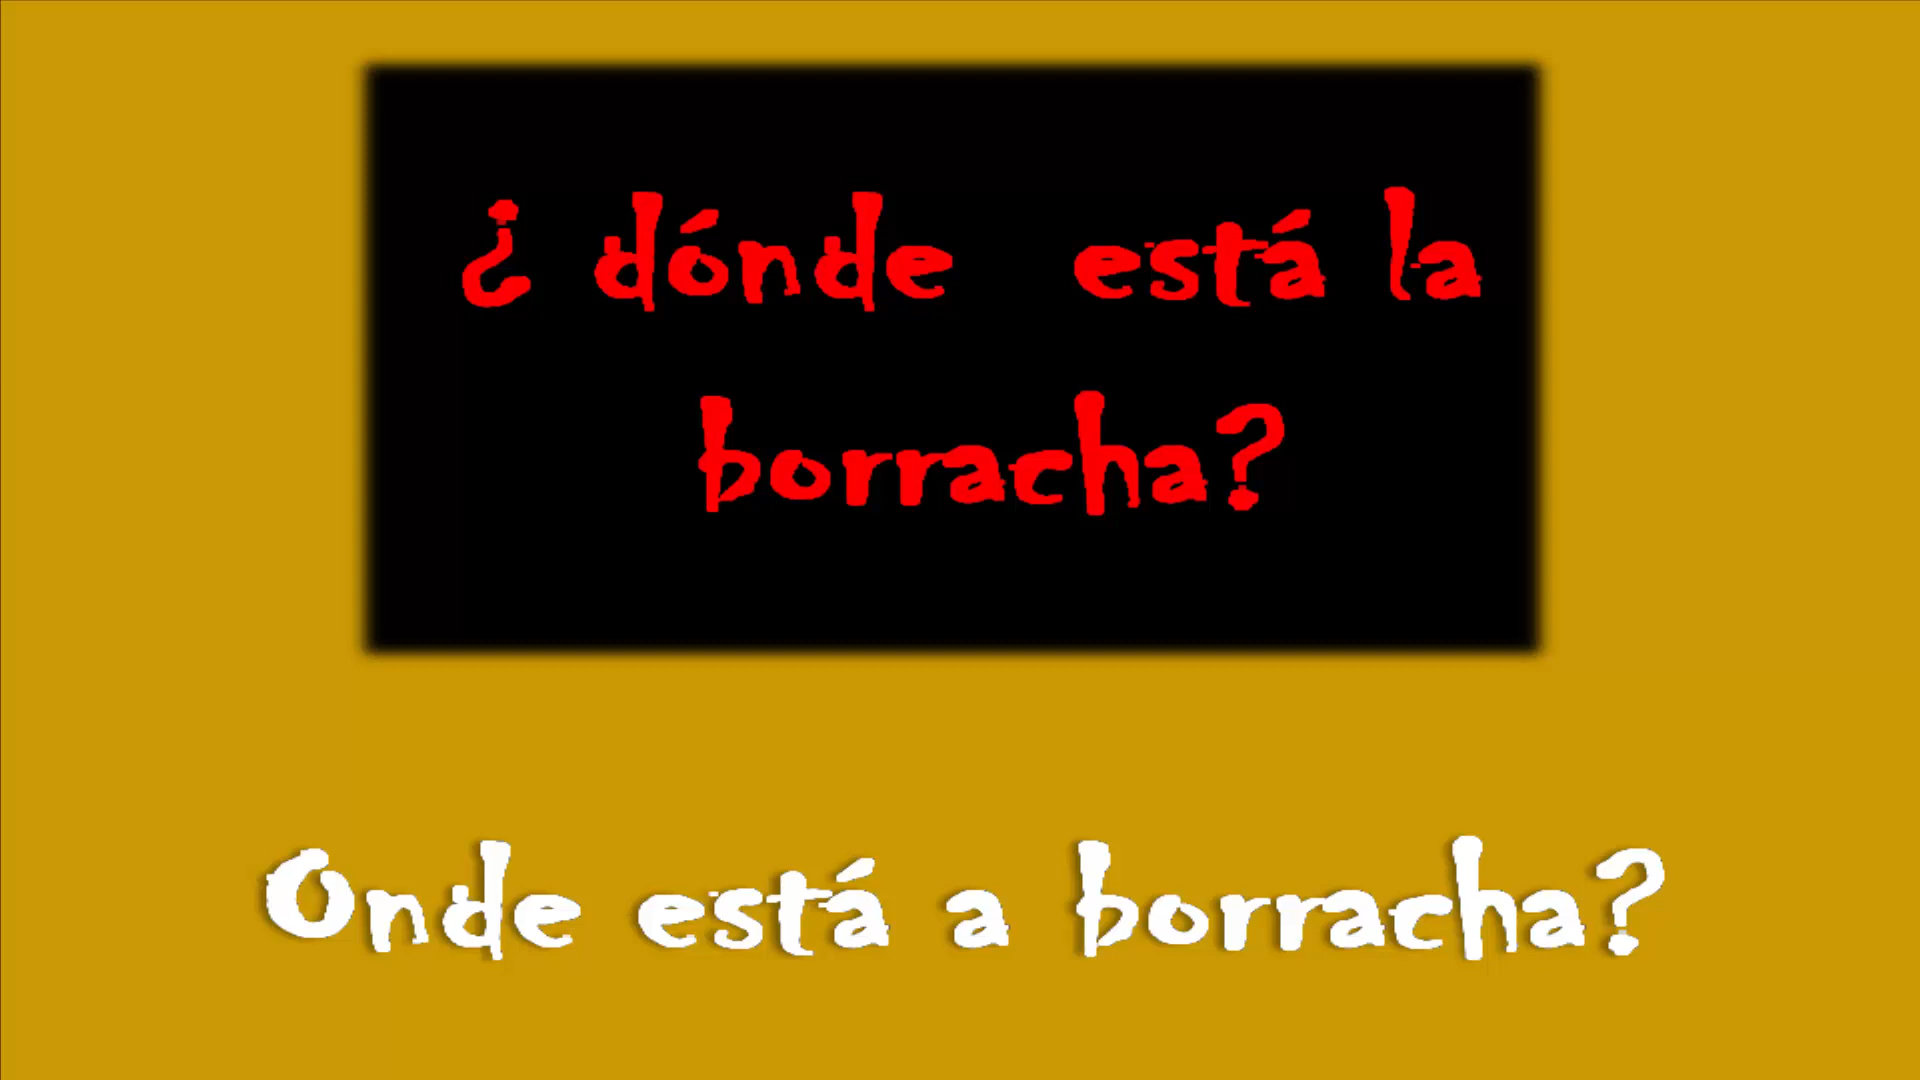 ¿ dónde está la
borracha?
Onde está a borracha?